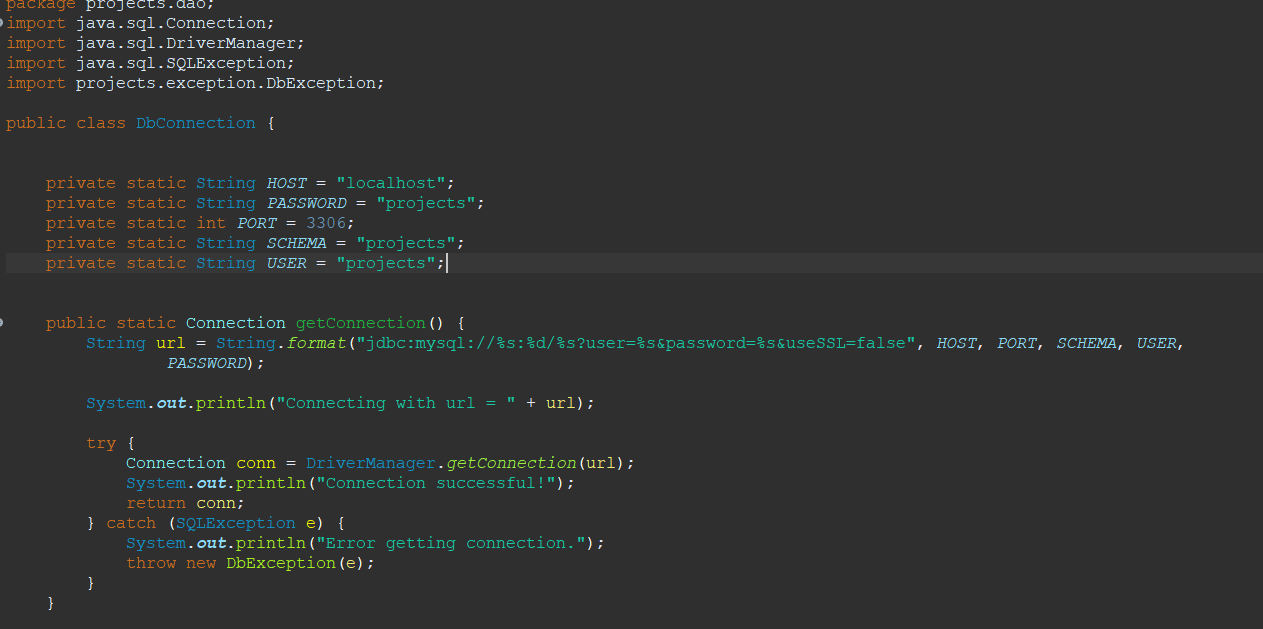 package projects.dao;
import java.sql.Connection;
import java.sql.DriverManager;
import java.sql.SQLException;
import projects.exception.DbException;
public class DbConnection {
private static String HOST = "localhost";
private static String PASSWORD = "projects";
private static int PORT = 3306;
private static String SCHEMA = "projects";
private static String USER = "projects";
public static Connection getConnection() {
String url = String.format("jdbc:mysql://%s:%d/%s?user=%s&password=%s&useSSL=false", HOST, PORT, SCHEMA, USER,
PASSWORD);
System.out.println("Connecting with url = " + url);
try {
Connection conn = DriverManager.getConnection(url);
System.out.println("Connection successful!");
return conn;
} catch (SQLException e) {
System.out.println("Error getting connection.");
throw new DbException(e);
}
}